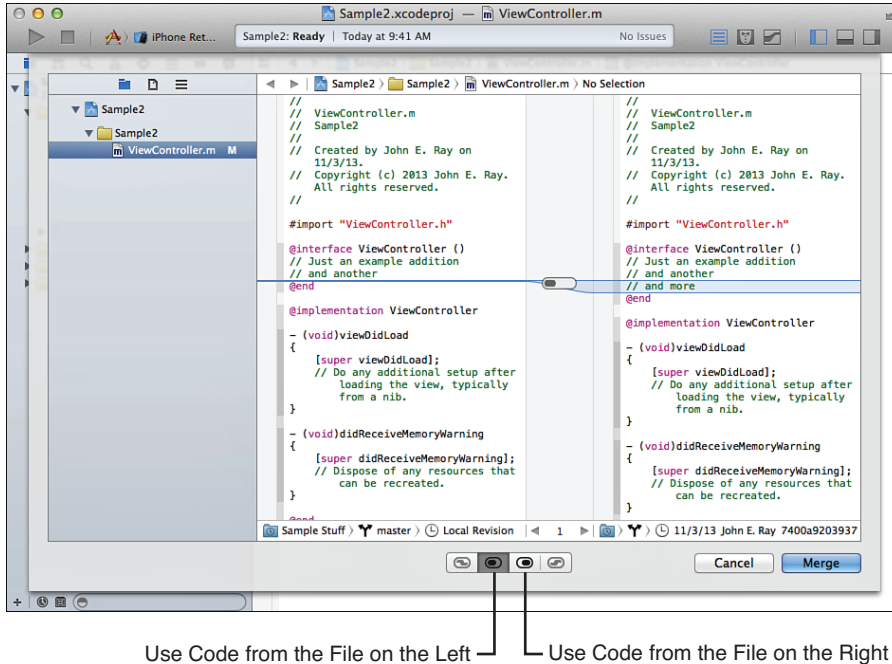 Sample2.xcodeproj — ViewController.m
iPhone Ret...
Sample2: Ready | Today at 9:41 AM
No Issues
Sample2
Sample2
ViewController.m M
Sample2 〉 Sample2 〉 ViewController.m 〉 No Selection
//
// ViewController.m
// Sample2
//
// Created by John E. Ray on
11/3/13.
// Copyright (c) 2013 John E. Ray.
All rights reserved.
//
#import "ViewController.h"
@interface ViewController ()
// Just an example addition
// and another
@end
@implementation ViewController
- (void)viewDidLoad
{
[super viewDidLoad];
// Do any additional setup after
loading the view, typically
from a nib.
}
- (void)didReceiveMemoryWarning
{
[super didReceiveMemoryWarning];
// Dispose of any resources that
can be recreated.
}
@end
//
// ViewController.m
// Sample2
//
// Created by John E. Ray on
11/3/13.
// Copyright (c) 2013 John E. Ray.
All rights reserved.
//
#import "ViewController.h"
@interface ViewController ()
// Just an example addition
// and another
// and more
@end
@implementation ViewController
- (void)viewDidLoad
{
[super viewDidLoad];
// Do any additional setup after
loading the view, typically
from a nib.
}
- (void)didReceiveMemoryWarning
{
[super didReceiveMemoryWarning];
// Dispose of any resources that
can be recreated.
}
Sample Stuff 〉 master 〉 Local Revision
1
11/3/13 John E. Ray 7400a9203937
Cancel
Merge
Use Code from the File on the Left
Use Code from the File on the Right